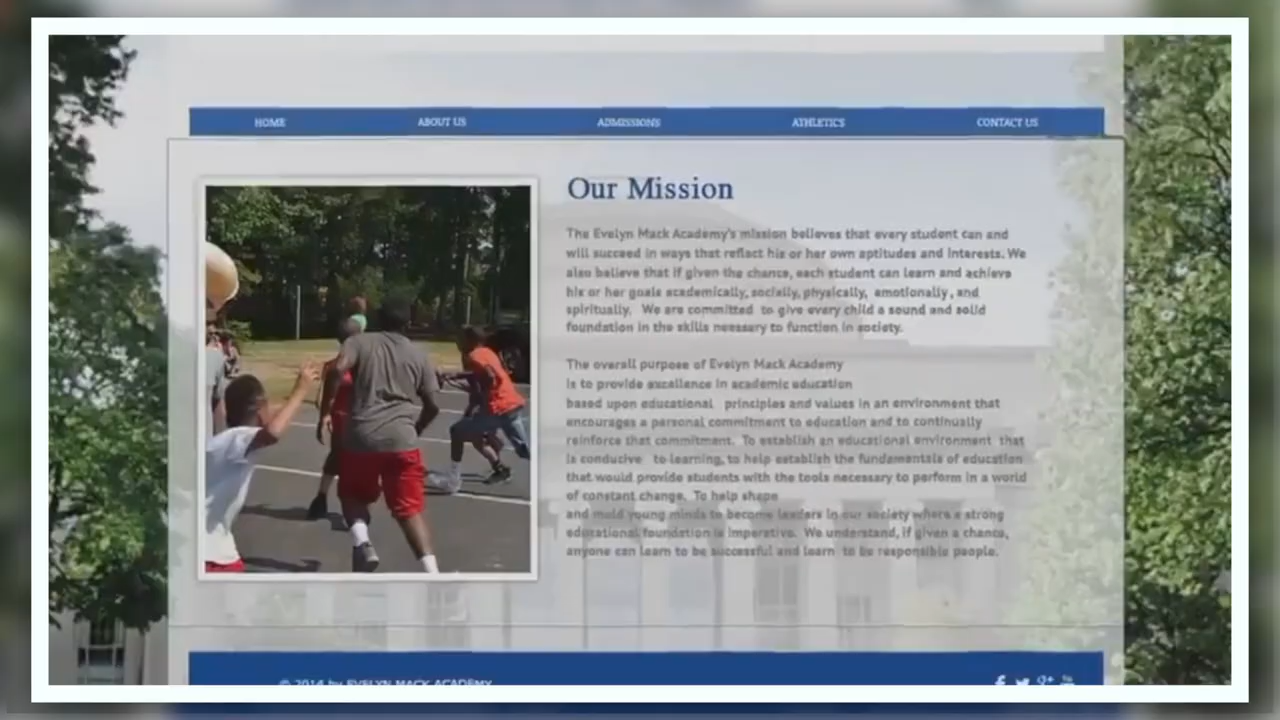 HOME
ABOUT US
ADMISSIONS
ATHLETICS
CONTACT US
Our Mission
The Evelyn Mack Academy's mission believes that every student can and
will succeed in ways that reflect his or her own aptitudes and interests. We
also believe that if given the chance, each student can learn and achieve
his or her goals academically, socially, physically, emotionally, and
spiritually. We are committed to give every child a sound and solid
foundation in the skills necessary to function in society.
The overall purpose of Evelyn Mack Academy
is to provide excellence in academic education
based upon educational principles and values in an environment that
encourages a personal commitment to education and to continually
reinforce that commitment. To establish an educational environment that
is conducive to learning, to help establish the fundamentals of education
that would provide students with the tools necessary to perform in a world
of constant change. To help shape
and mold young minds to become leaders in our society where a strong
educational foundation is imperative. We understand, if given a chance,
anyone can learn to be successful and learn to be responsible people.
© 2014 by EVELYN MACK ACADEMY